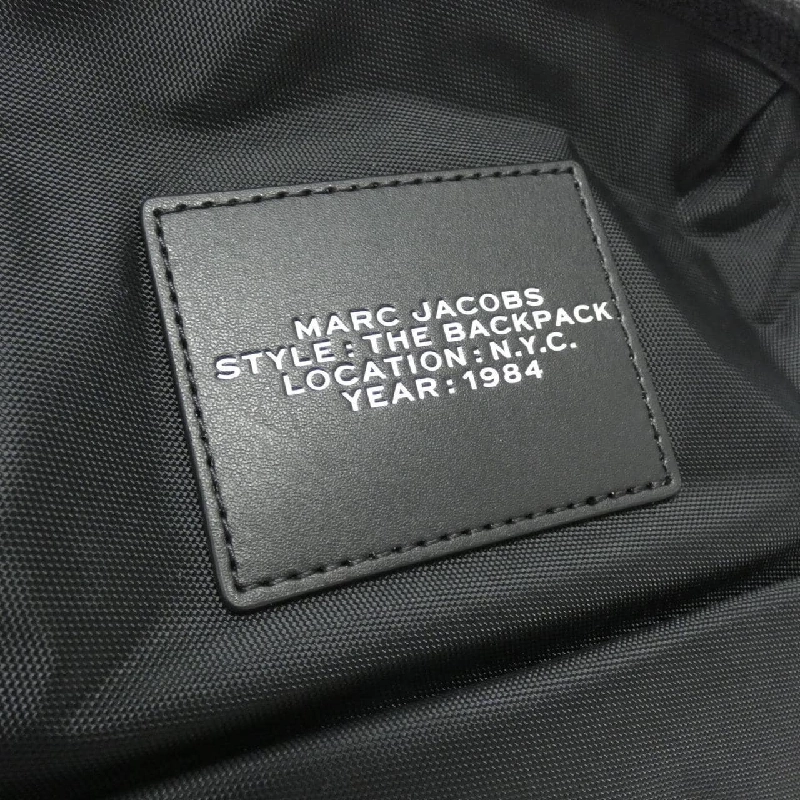 MARC JACOBS
STYLE : THE BACKPACK
LOCATION : N.Y.C.
YEAR : 1984